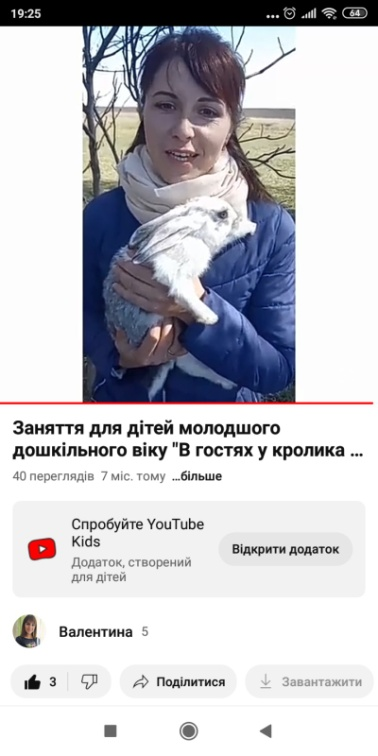 19:25
64
Заняття для дітей молодшого
дошкільного віку "В гостях у кролика ...
40 переглядів 7 міс. тому ...більше
Спробуйте YouTube
Kids
Додаток, створений
для дітей
Відкрити додаток
Валентина 5
3
Поділитися
Завантажити